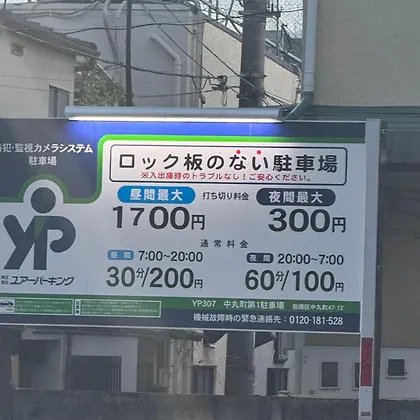 防犯・監視カメラシステム
駐車場
YP
ユアーパーキング
ロック板のない駐車場
※入出庫時のトラブルなし!ご安心ください。
昼間最大 打ち切り料金 夜間最大
1700円 300円
通常料金
昼間 7:00~20:00 夜間 20:00~7:00
30分/200円 60分/100円
YP307 中丸町第1駐車場 板橋区中丸町47-12
機械故障時の緊急連絡先:0120-181-528